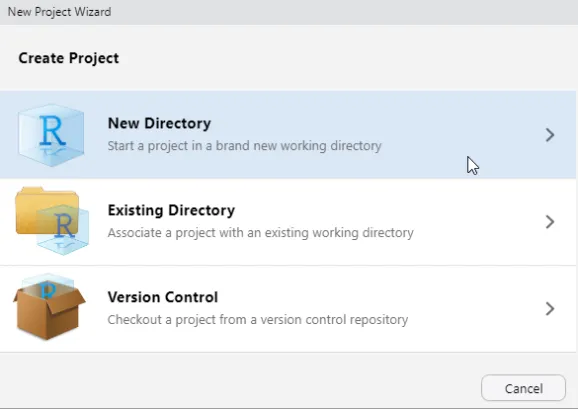 New Project Wizard
Create Project
R
New Directory
Start a project in a brand new working directory
R
Existing Directory
Associate a project with an existing working directory
Version Control
Checkout a project from a version control repository
Cancel